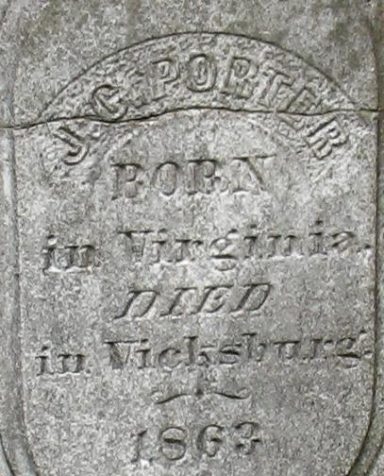 J. C. PORTER
BORN
in Virginia.
DIED
in Vicksburg.
1863